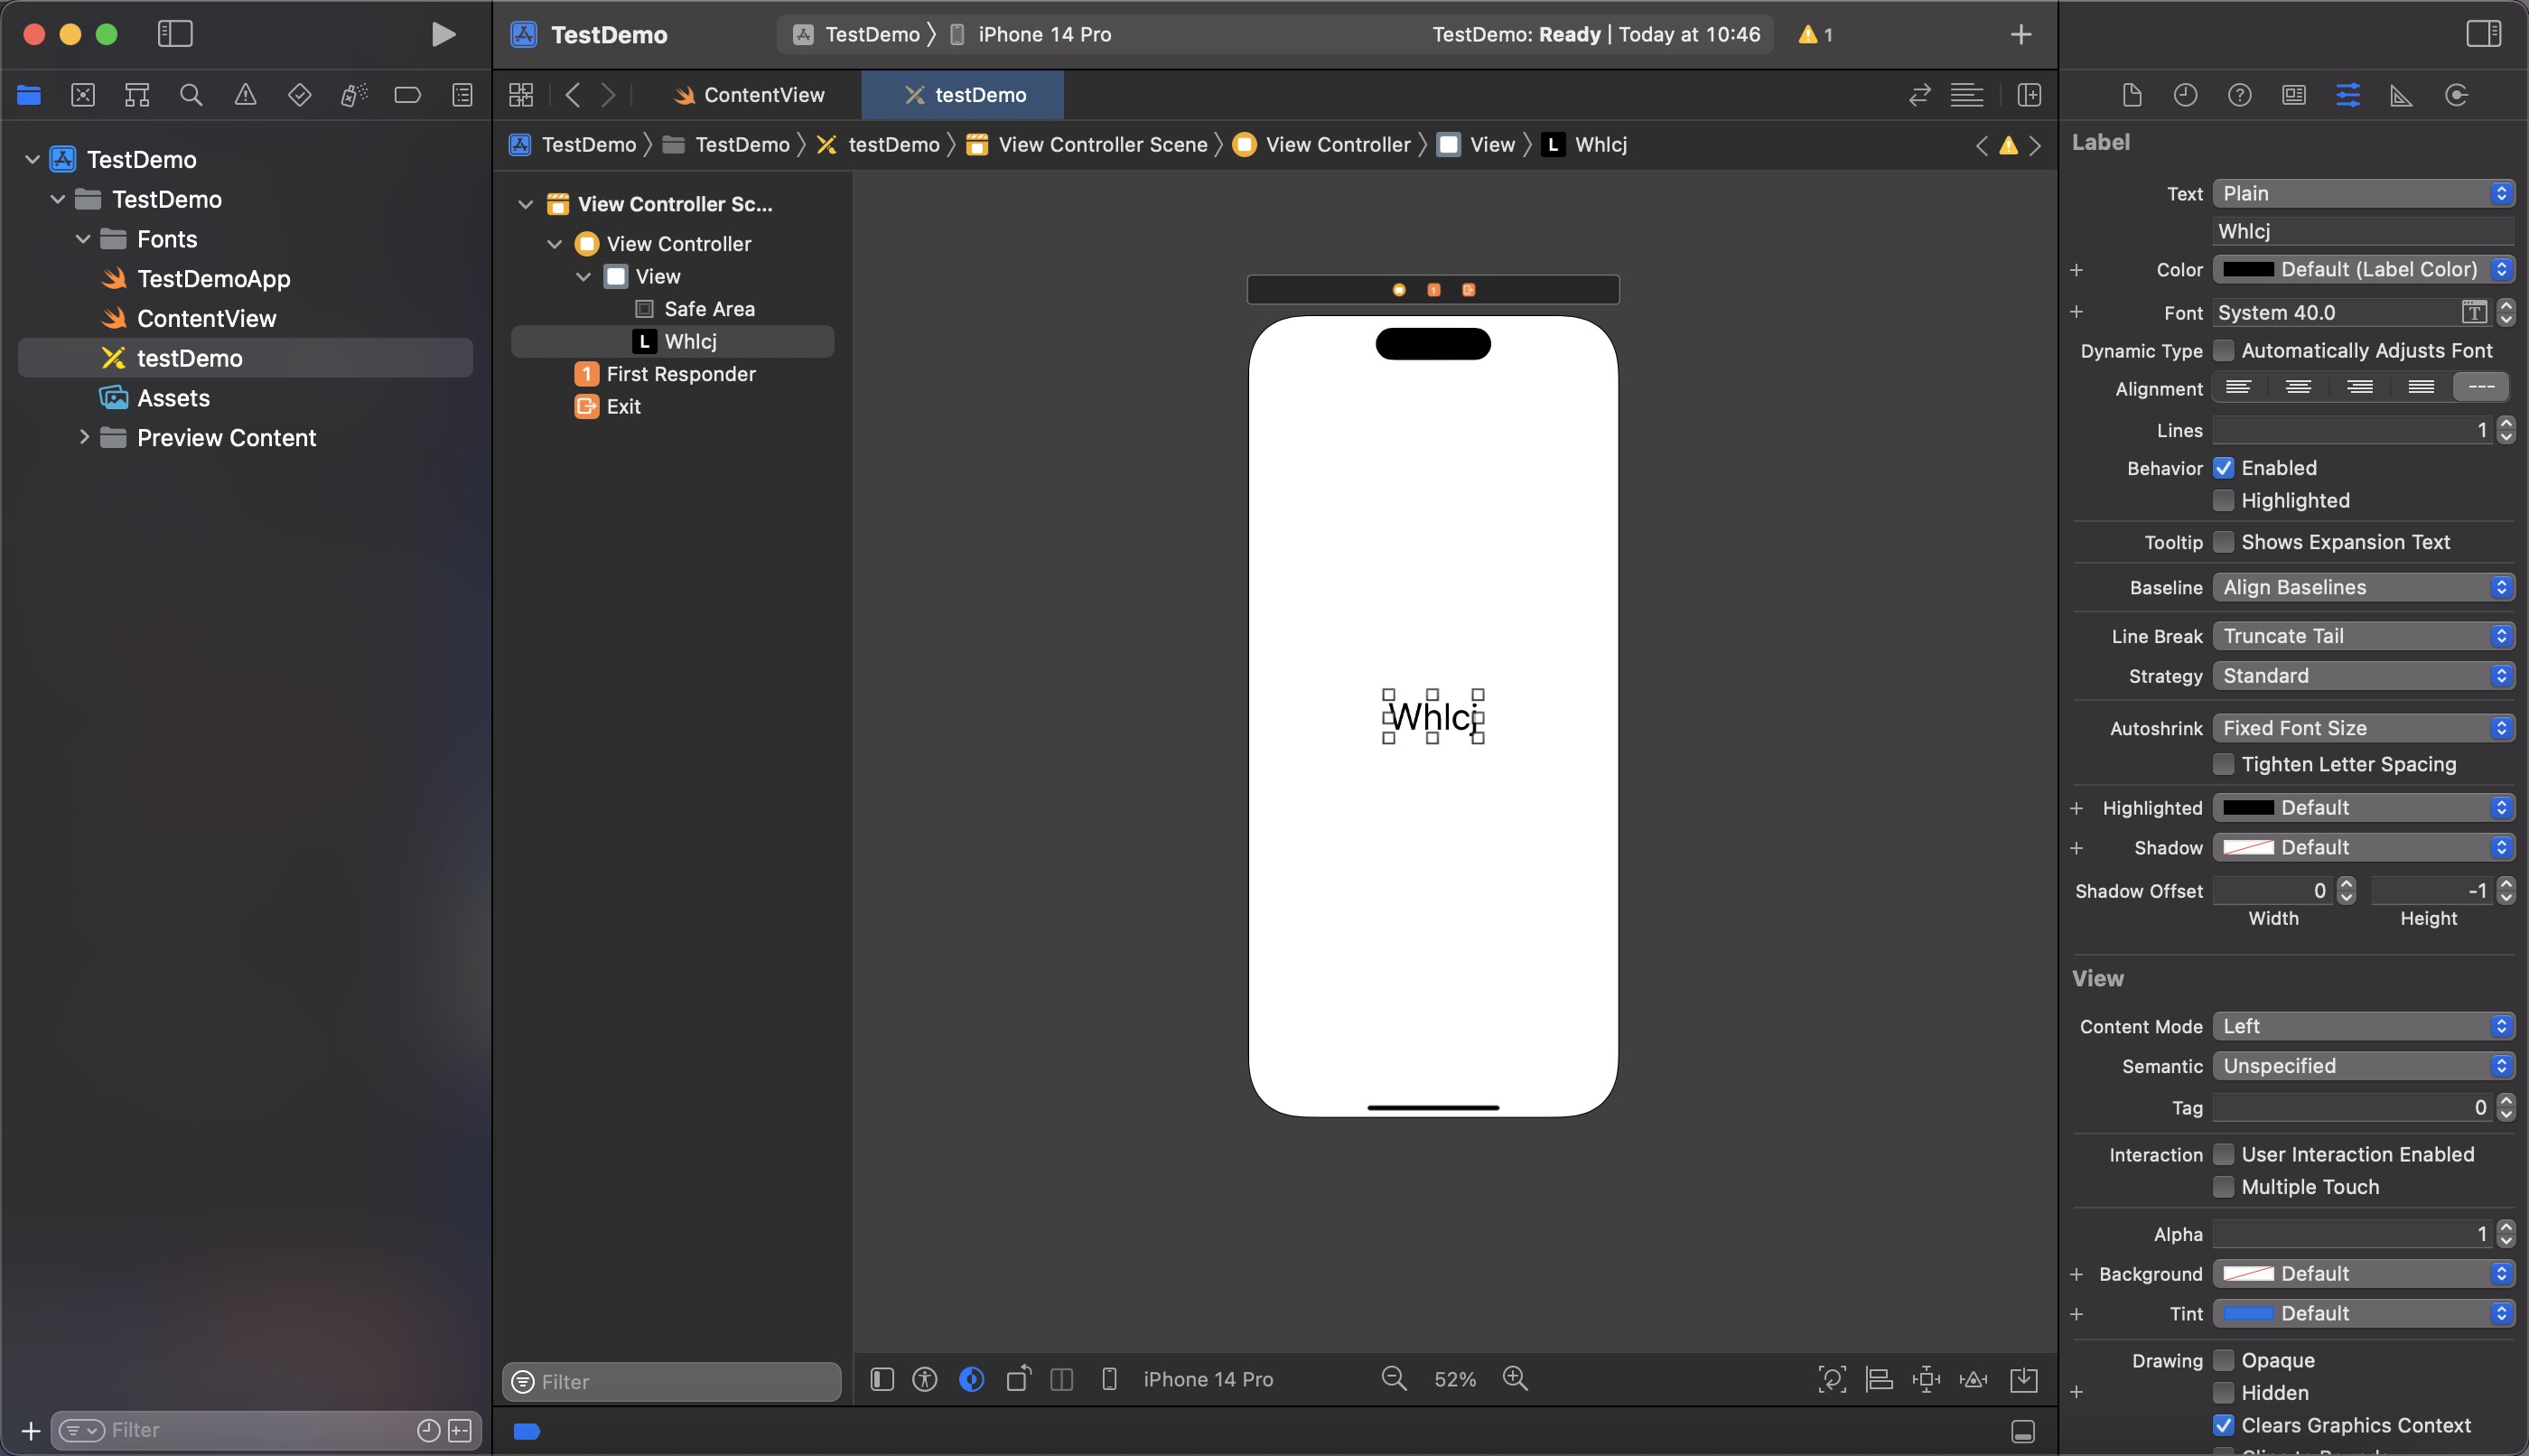 TestDemo
TestDemo 〉 iPhone 14 Pro
TestDemo: Ready | Today at 10:46
1
ContentView
testDemo
TestDemo 〉 TestDemo 〉 testDemo 〉 View Controller Scene 〉 View Controller 〉 View 〉 L Whlcj
TestDemo
TestDemo
Fonts
TestDemoApp
ContentView
testDemo
Assets
Preview Content
Filter
View Controller Sc...
View Controller
View
Safe Area
L Whlcj
1 First Responder
Exit
Filter
1
Whlcj
iPhone 14 Pro
52%
Label
Text Plain
Whlcj
+ Color Default (Label Color)
+ Font System 40.0 T
Dynamic Type Automatically Adjusts Font
Alignment ---
Lines 1
Behavior Enabled
Highlighted
Tooltip Shows Expansion Text
Baseline Align Baselines
Line Break Truncate Tail
Strategy Standard
Autoshrink Fixed Font Size
Tighten Letter Spacing
+ Highlighted Default
+ Shadow Default
Shadow Offset 0 -1
Width Height
View
Content Mode Left
Semantic Unspecified
Tag 0
Interaction User Interaction Enabled
Multiple Touch
Alpha 1
+ Background Default
+ Tint Default
Drawing Opaque
+ Hidden
Clears Graphics Context